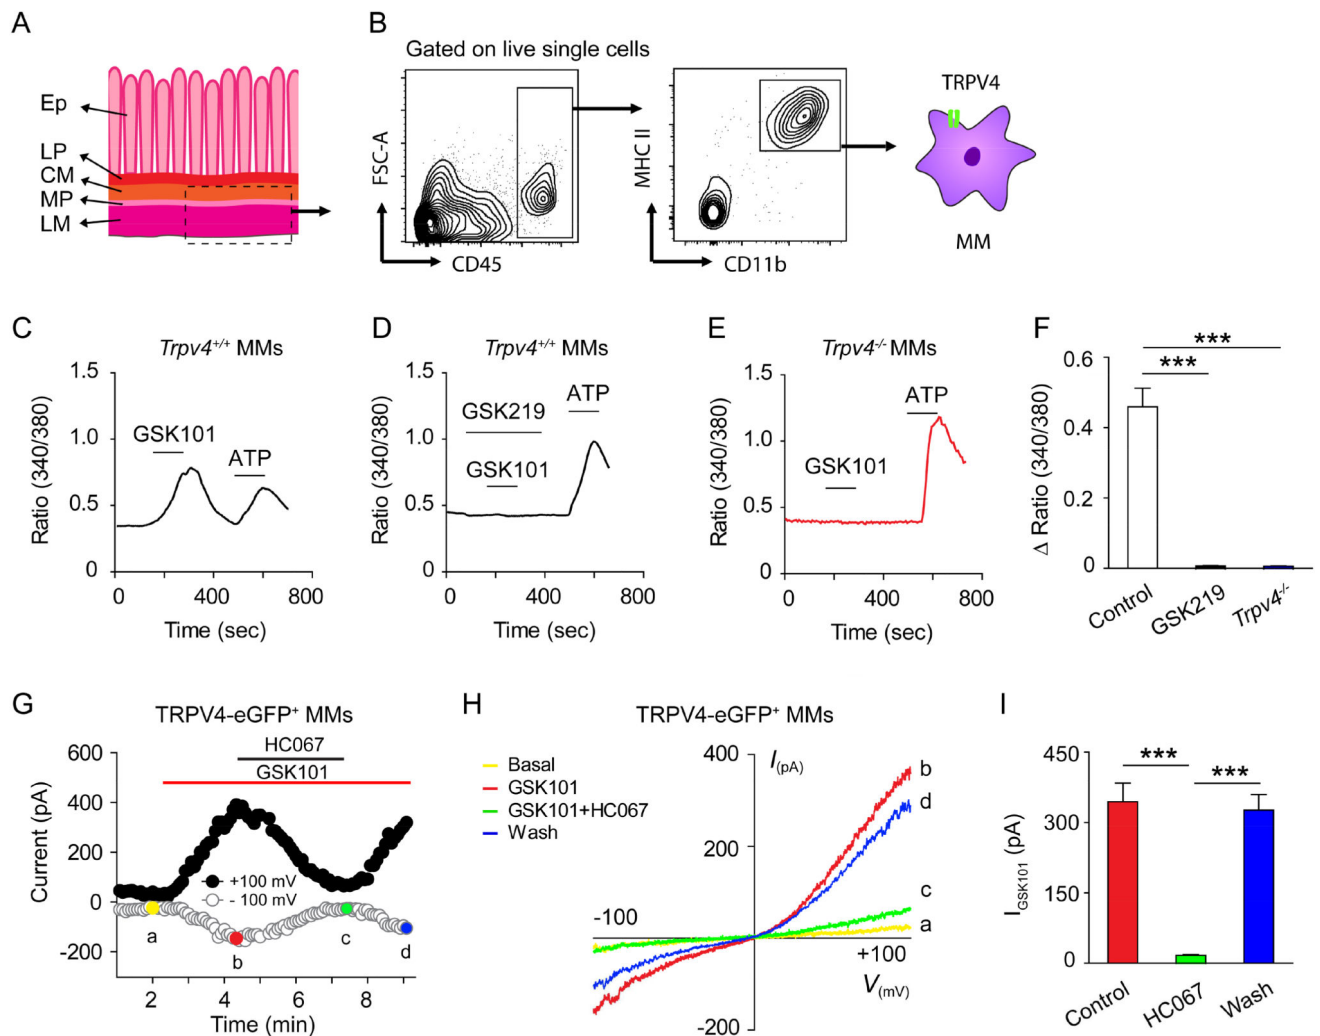 A
Ep
LP
CM
MP
LM
B
Gated on live single cells
FSC-A
CD45
MHC II
CD11b
TRPV4
MM
C
Trpv4+/+ MMs
1.5
1.0
0.5
0
Ratio (340/380)
GSK101
ATP
0 400 800
Time (sec)
D
Trpv4+/+ MMs
1.5
1.0
0.5
0
Ratio (340/380)
GSK219
GSK101
ATP
0 400 800
Time (sec)
E
Trpv4-/- MMs
1.5
1.0
0.5
0
Ratio (340/380)
GSK101
ATP
0 400 800
Time (sec)
F
***
***
0.6
0.4
0.2
0
Δ Ratio (340/380)
Control
GSK219
Trpv4-/-
G
TRPV4-eGFP+ MMs
HC067
GSK101
600
400
200
0
-200
Current (pA)
+100 mV
- 100 mV
a
b
c
d
2 4 6 8
Time (min)
H
TRPV4-eGFP+ MMs
Basal
GSK101
GSK101+HC067
Wash
400
I(pA)
200
b
d
c
a
-100
+100
V(mV)
-200
I
***
***
450
300
150
0
IGSK101 (pA)
Control
HC067
Wash